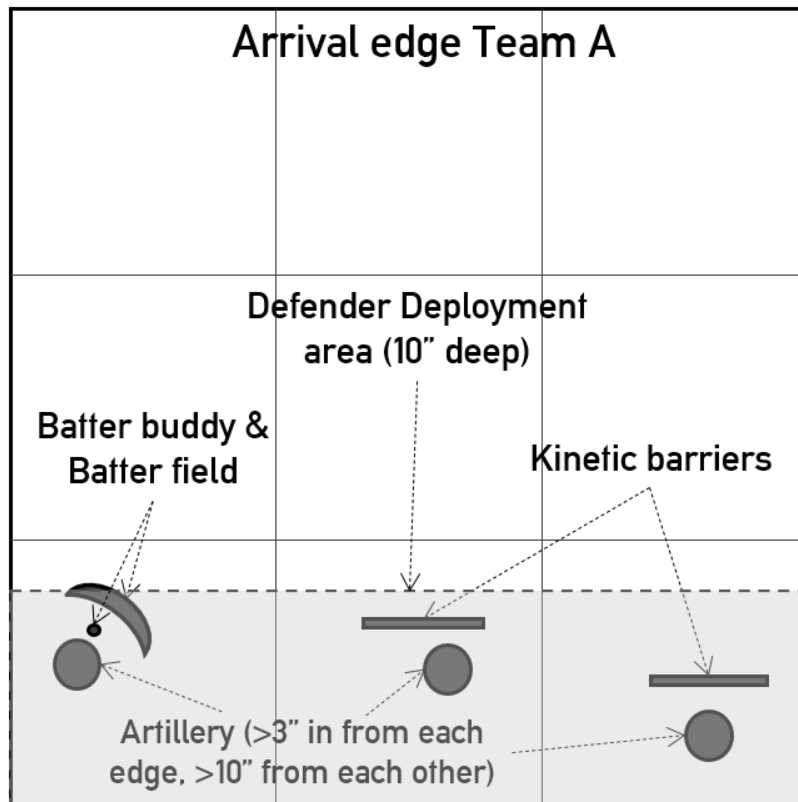 Arrival edge Team A
Defender Deployment
area (10” deep)
Batter buddy &
Batter field
Kinetic barriers
Artillery (>3” in from each
edge, >10” from each other)